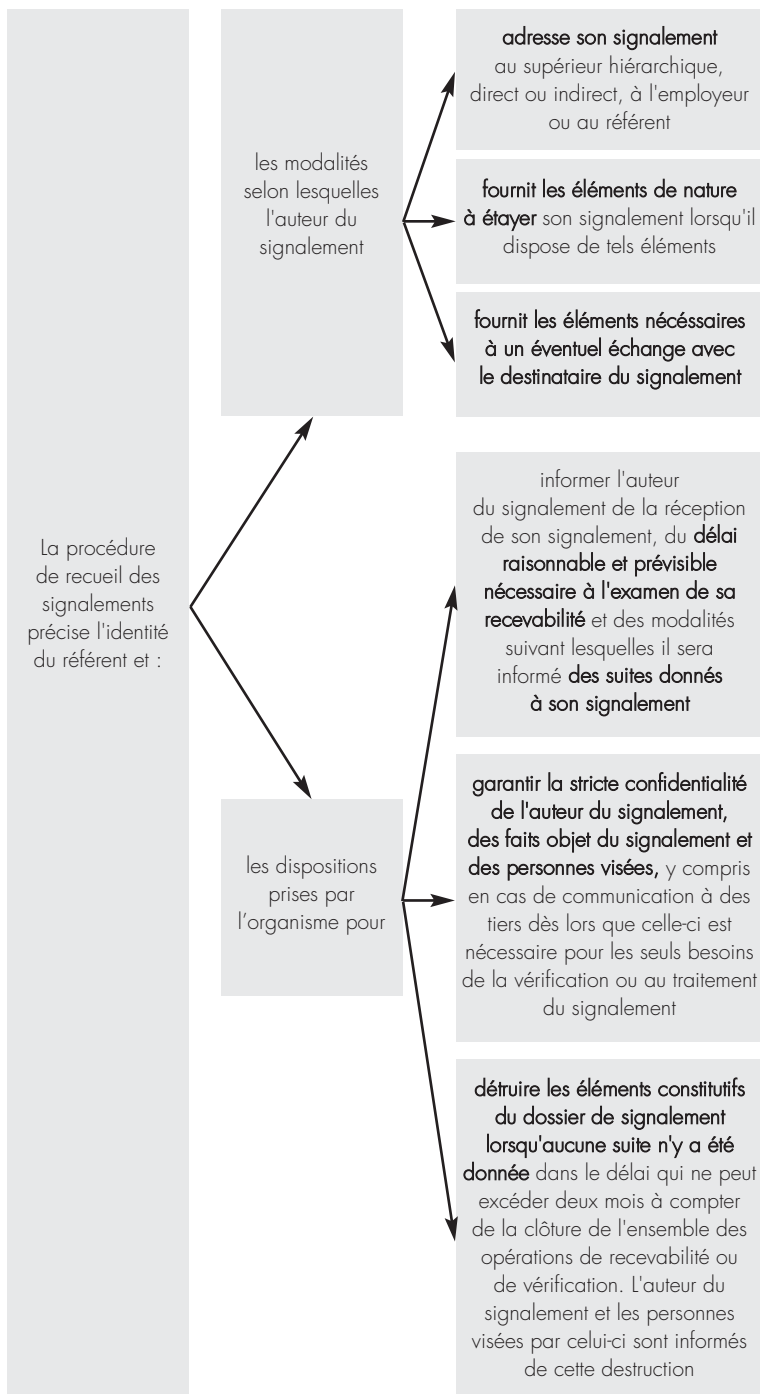 La procédure
de recueil des
signalements
précise l'identité
du référent et :
les modalités
selon lesquelles
l'auteur du
signalement
adresse son signalement
au supérieur hiérarchique,
direct ou indirect, à l'employeur
ou au référent
fournit les éléments de nature
à étayer son signalement lorsqu'il
dispose de tels éléments
fournit les éléments nécéssaires
à un éventuel échange avec
le destinataire du signalement
les dispositions
prises par
l’organisme pour
informer l'auteur
du signalement de la réception
de son signalement, du délai
raisonnable et prévisible
nécessaire à l'examen de sa
recevabilité et des modalités
suivant lesquelles il sera
informé des suites donnés
à son signalement
garantir la stricte confidentialité
de l'auteur du signalement,
des faits objet du signalement et
des personnes visées, y compris
en cas de communication à des
tiers dès lors que celle-ci est
nécessaire pour les seuls besoins
de la vérification ou au traitement
du signalement
détruire les éléments constitutifs
du dossier de signalement
lorsqu'aucune suite n'y a été
donnée dans le délai qui ne peut
excéder deux mois à compter
de la clôture de l'ensemble des
opérations de recevabilité ou
de vérification. L'auteur du
signalement et les personnes
visées par celui-ci sont informés
de cette destruction